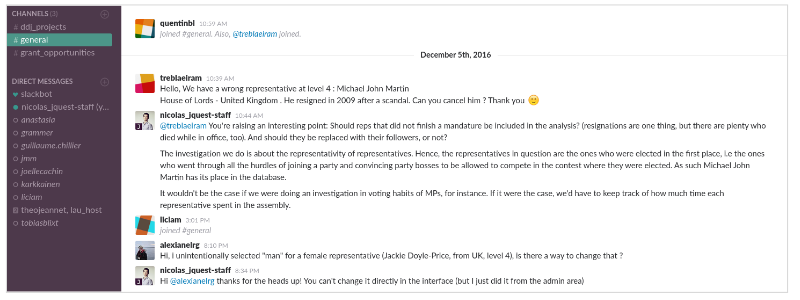 CHANNELS (3)
# ddj_projects
# general
# grant_opportunities
DIRECT MESSAGES
slackbot
nicolas_jquest-staff (y...
anastasia
grammer
guillaume.chillier
jmm
joellecachin
karkkainen
liciam
theojeannet, lau_host
tobiasblixt
quentinbl 10:39 AM
joined #general. Also, @treblaeiram joined.
December 5th, 2016
treblaeiram 10:39 AM
Hello, We have a wrong representative at level 4 : Michael John Martin
House of Lords - United Kingdom . He resigned in 2009 after a scandal. Can you cancel him ? Thank you
nicolas_jquest-staff 10:44 AM
@treblaeiram You're raising an interesting point: Should reps that did not finish a mandature be included in the analysis? (resignations are one thing, but there are plenty who
died while in office, too). And should they be replaced with their followers, or not?
The investigation we do is about the representativity of representatives. Hence, the representatives in question are the ones who were elected in the first place, i.e the ones
who went through all the hurdles of joining a party and convincing party bosses to be allowed to compete in the contest where they were elected. As such Michael John
Martin has its place in the database.
It wouldn't be the case if we were doing an investigation in voting habits of MPs, for instance. If it were the case, we'd have to keep track of how much time each
representative spent in the assembly.
liciam 3:01 PM
joined #general
alexianeirg 8:10 PM
Hi, i unintentionally selected "man" for a female representative (Jackie Doyle-Price, from UK, level 4), is there a way to change that ?
nicolas_jquest-staff 8:34 PM
Hi @alexianeirg thanks for the heads up! You can't change it directly in the interface (but I just did it from the admin area)